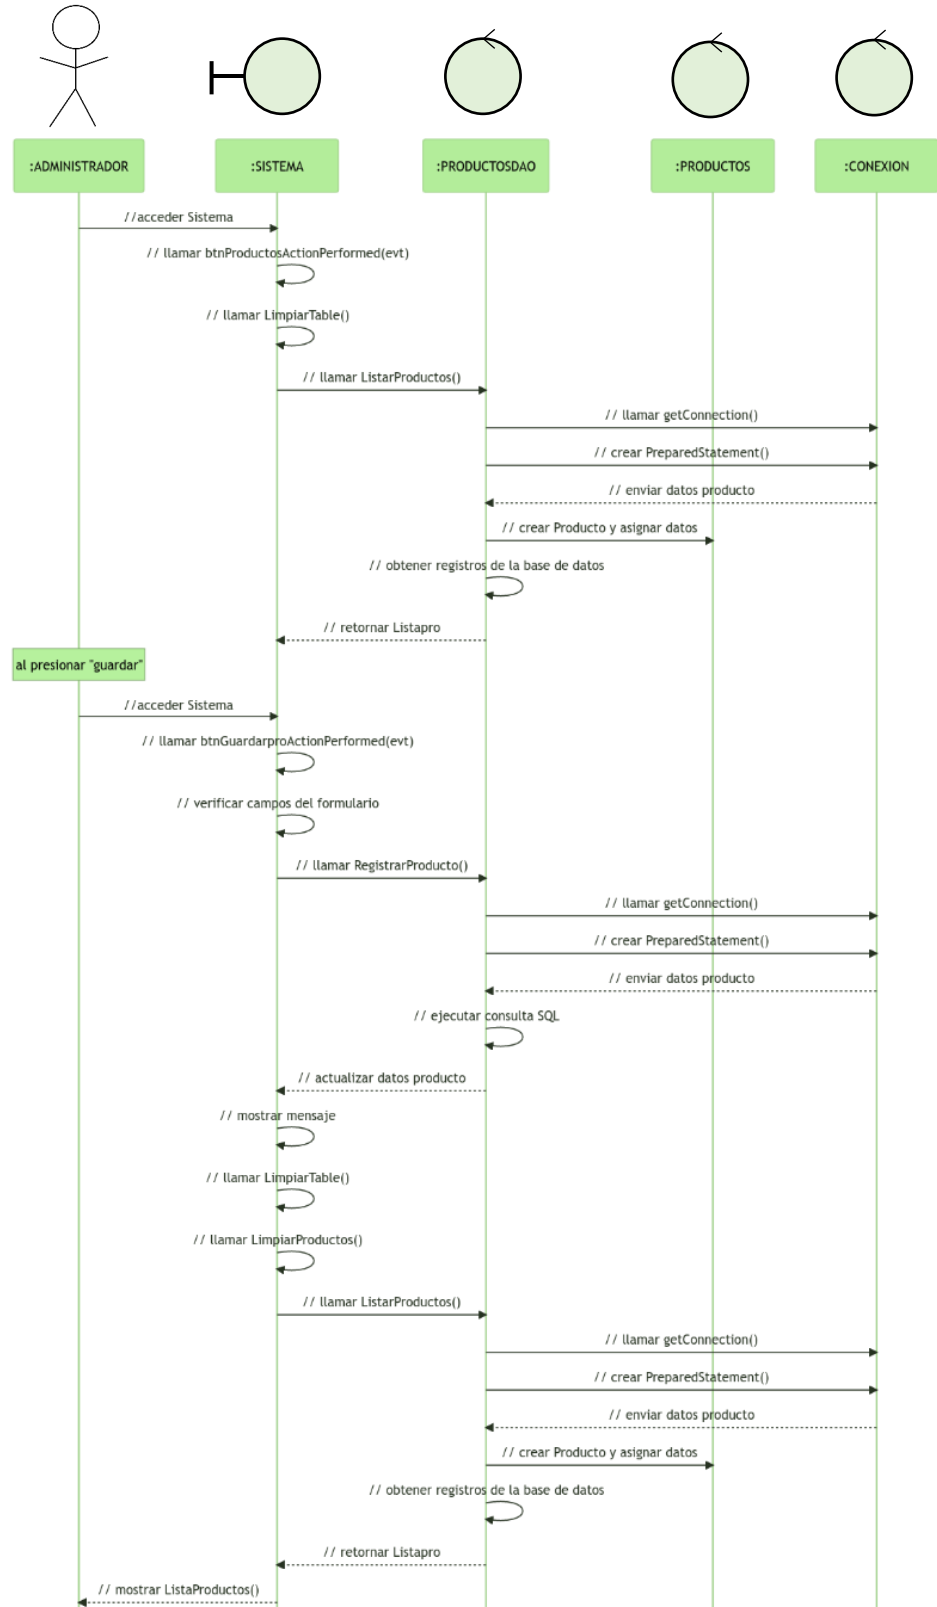 :ADMINISTRADOR
:SISTEMA
:PRODUCTOSDAO
:PRODUCTOS
:CONEXION
//acceder Sistema
// llamar btnProductosActionPerformed(evt)
// llamar LimpiarTable()
// llamar ListarProductos()
// llamar getConnection()
// crear PreparedStatement()
// enviar datos producto
// crear Producto y asignar datos
// obtener registros de la base de datos
// retornar Listapro
al presionar "guardar"
//acceder Sistema
// llamar btnGuardarproActionPerformed(evt)
// verificar campos del formulario
// llamar RegistrarProducto()
// llamar getConnection()
// crear PreparedStatement()
// enviar datos producto
// ejecutar consulta SQL
// actualizar datos producto
// mostrar mensaje
// llamar LimpiarTable()
// llamar LimpiarProductos()
// llamar ListarProductos()
// llamar getConnection()
// crear PreparedStatement()
// enviar datos producto
// crear Producto y asignar datos
// obtener registros de la base de datos
// retornar Listapro
// mostrar ListaProductos()